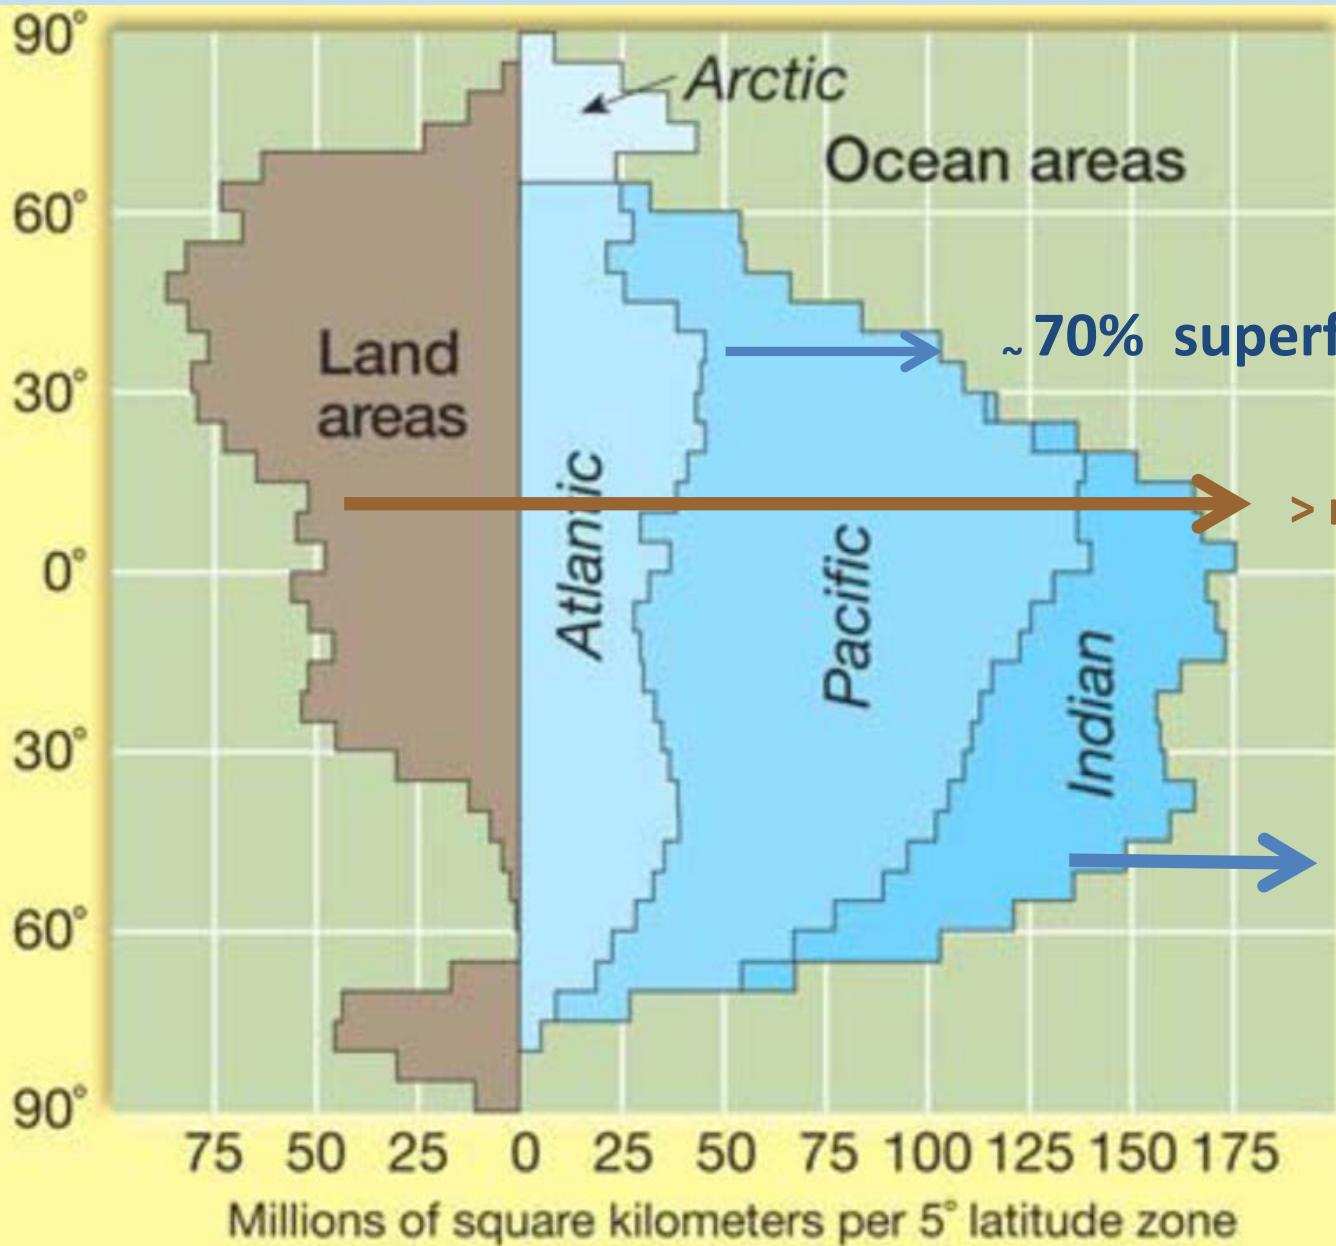 90°
Arctic
Ocean areas
60°
~70% superf
Land
areas
30°
>
Atlantic
0°
Pacific
Indian
30°
60°
90°
75 50 25 0 25 50 75 100 125 150 175
Millions of square kilometers per 5° latitude zone